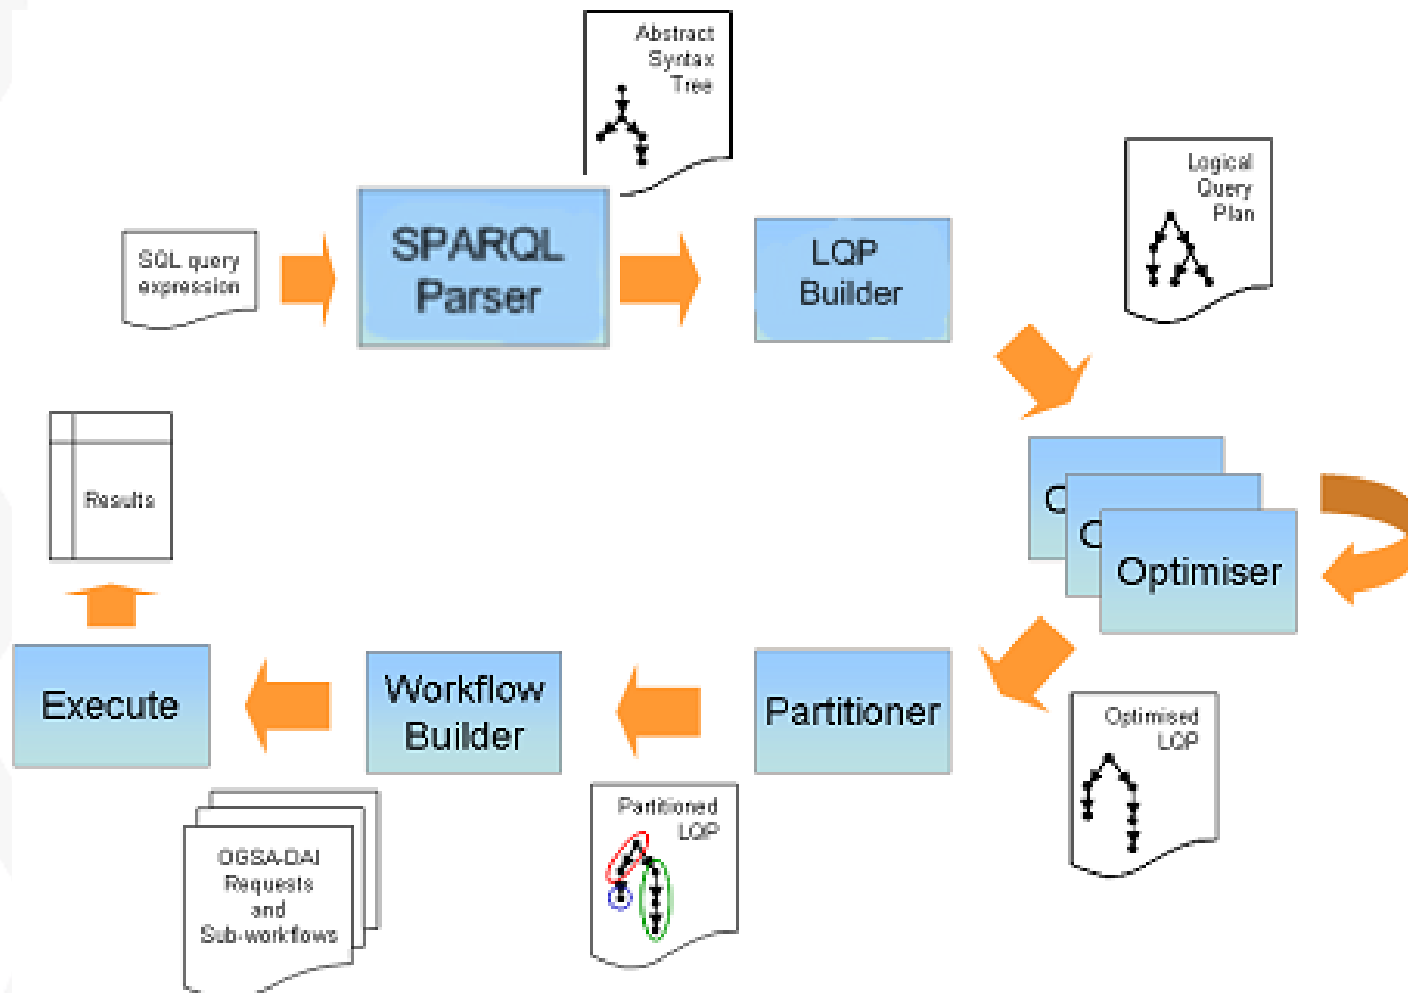 Abstract
Syntax
Tree
Logical
Query
Plan
SQL query
expression
SPARQL
Parser
LQP
Builder
Results
O
O
Optimiser
Execute
Workflow
Builder
Partitioner
Optimised
LQP
Partitioned
LQP
OGSA-DAI
Requests
and
Sub-workflows